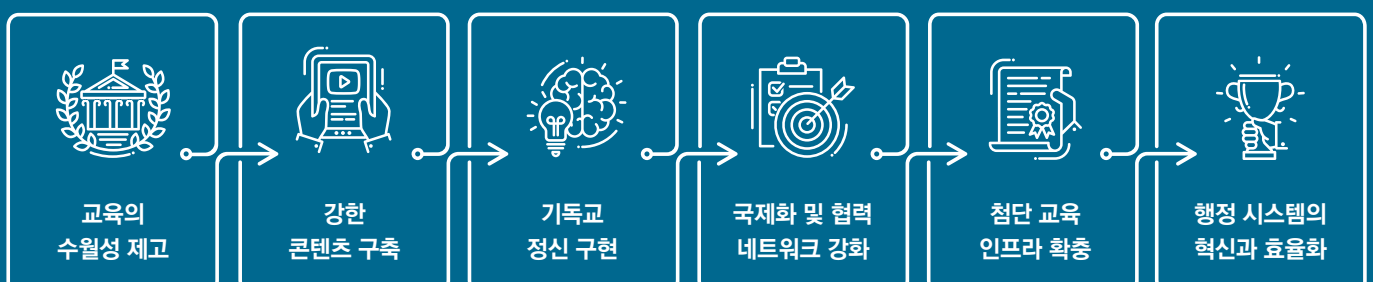 교육의
수월성 제고
강한
콘텐츠 구축
기독교
정신 구현
국제화 및 협력
네트워크 강화
첨단 교육
인프라 확충
행정 시스템의
혁신과 효율화